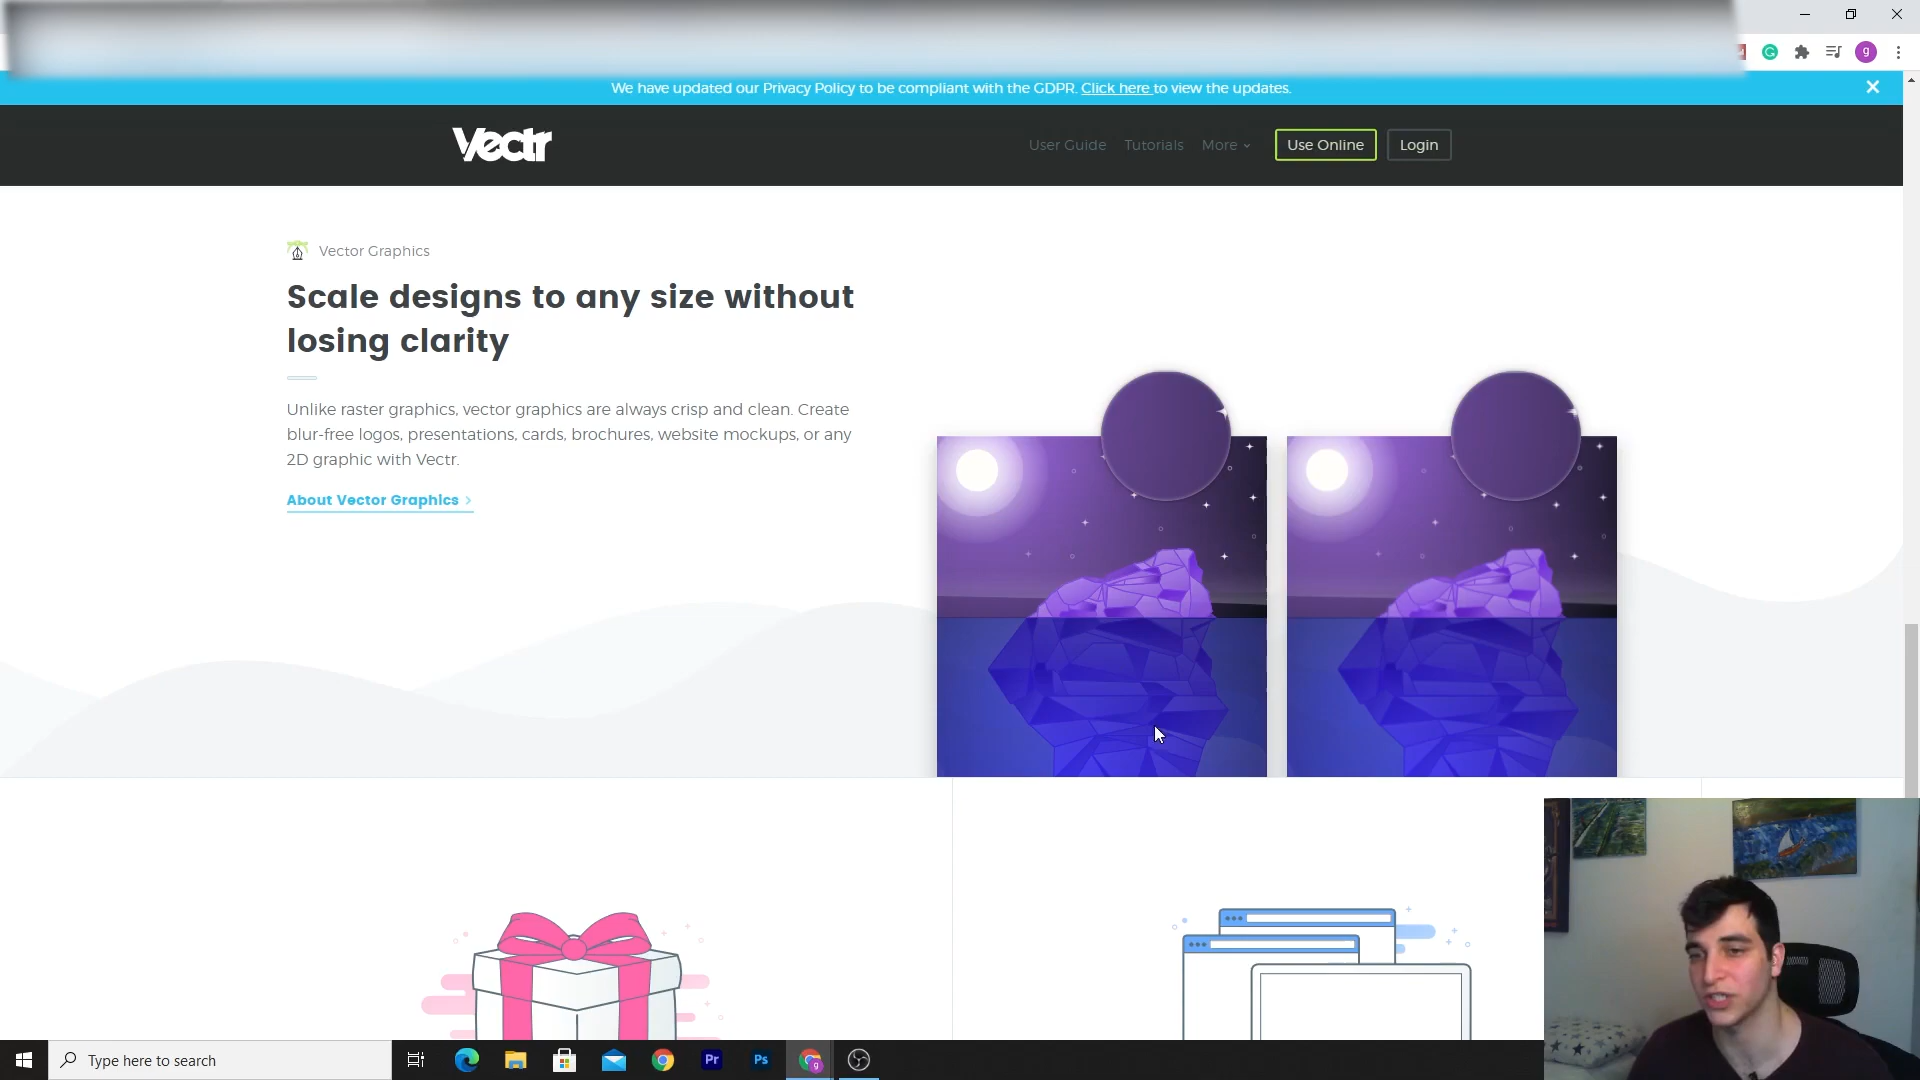 We have updated our Privacy Policy to be compliant with the GDPR. Click here to view the updates.
Vectr
User Guide
Tutorials
More
Use Online
Login
Vector Graphics
Scale designs to any size without
losing clarity
Unlike raster graphics, vector graphics are always crisp and clean. Create
blur-free logos, presentations, cards, brochures, website mockups, or any
2D graphic with Vectr.
About Vector Graphics >
Type here to search
Pr
Ps
g